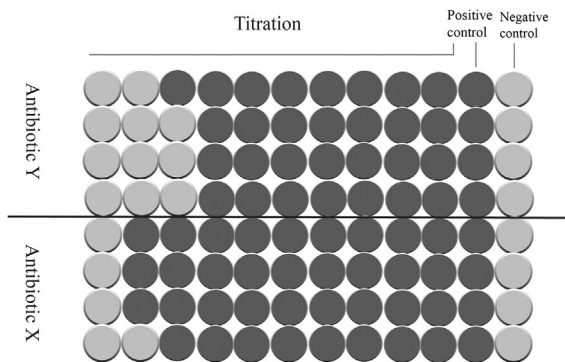 Titration
Positive
control
Negative
control
Antibiotic Y
Antibiotic X